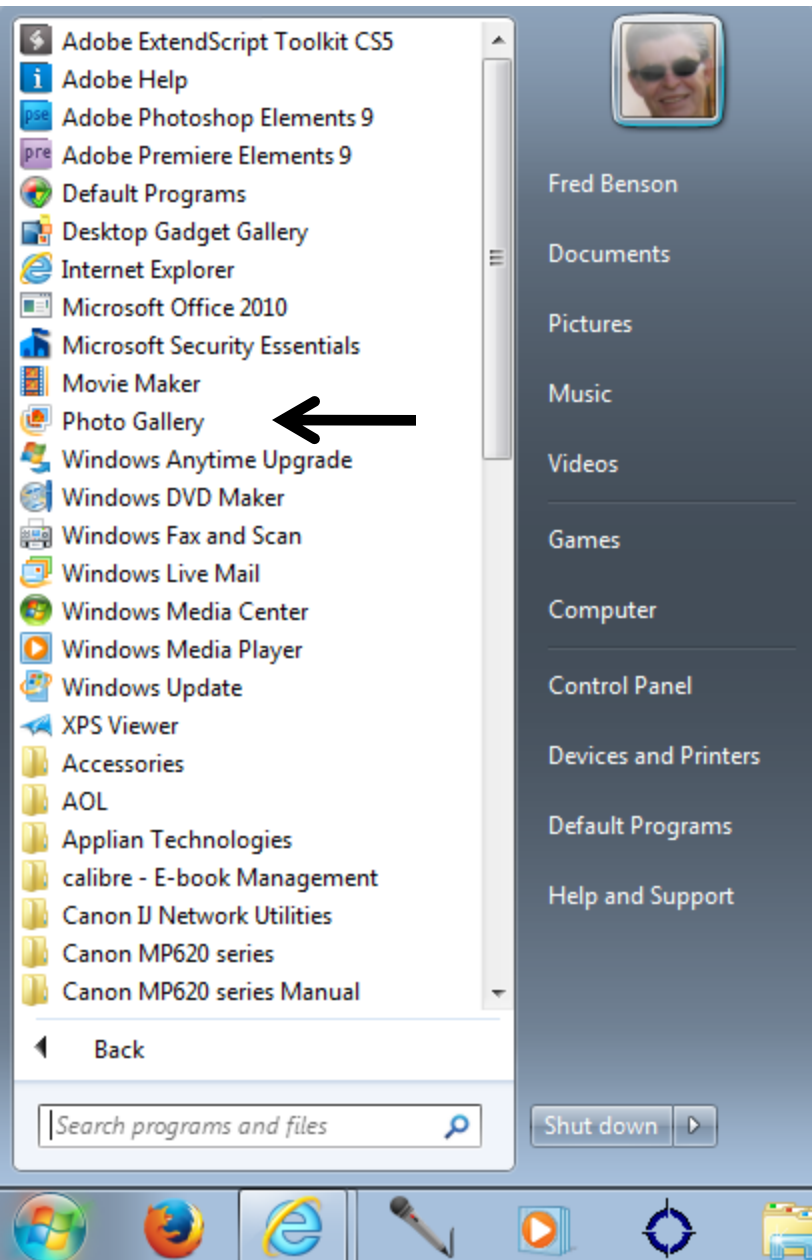 Adobe ExtendScript Toolkit CS5
Adobe Help
pse Adobe Photoshop Elements 9
pre Adobe Premiere Elements 9
Default Programs
Desktop Gadget Gallery
Internet Explorer
Microsoft Office 2010
Microsoft Security Essentials
Movie Maker
Photo Gallery
Windows Anytime Upgrade
Windows DVD Maker
Windows Fax and Scan
Windows Live Mail
Windows Media Center
Windows Media Player
Windows Update
XPS Viewer
Accessories
AOL
Applian Technologies
calibre - E-book Management
Canon IJ Network Utilities
Canon MP620 series
Canon MP620 series Manual
Back
Search programs and files
Fred Benson
Documents
Pictures
Music
Videos
Games
Computer
Control Panel
Devices and Printers
Default Programs
Help and Support
Shut down